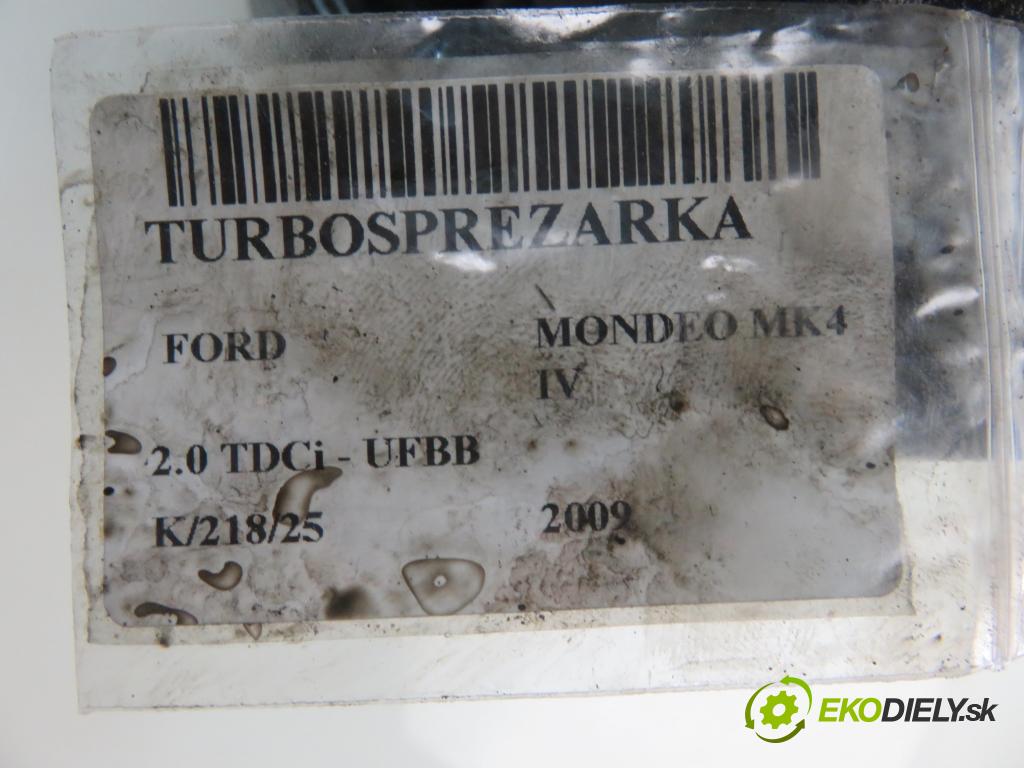 TURBOSPREZARKA
FORD
MONDEO MK4
IV
2.0 TDCi - UFBB
K/218/25
2009
EKODIELY.sk